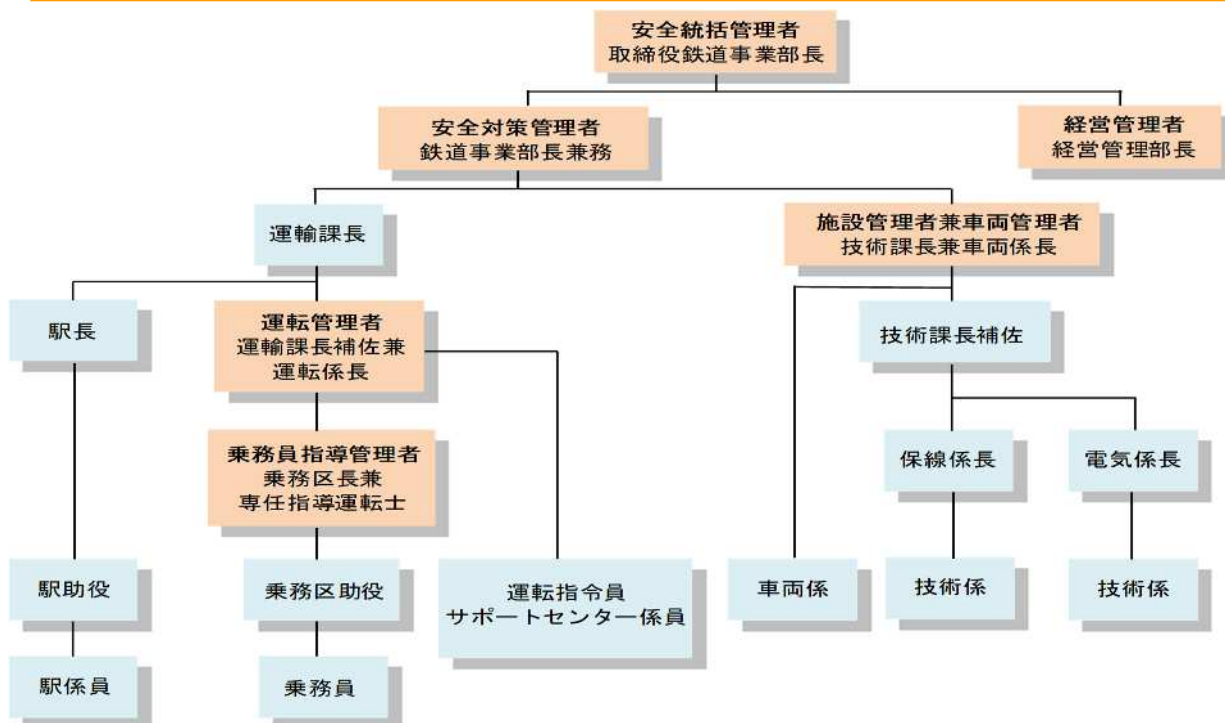 安全統括管理者
取締役鉄道事業部長
安全対策管理者
鉄道事業部長兼務
経営管理者
経営管理部長
運輸課長
施設管理者兼車両管理者
技術課長兼車両係長
駅長
運転管理者
運輸課長補佐兼
運転係長
技術課長補佐
乗務員指導管理者
乗務区長兼
専任指導運転士
保線係長
電気係長
駅助役
乗務区助役
運転指令員
サポートセンター係員
車両係
技術係
技術係
駅係員
乗務員